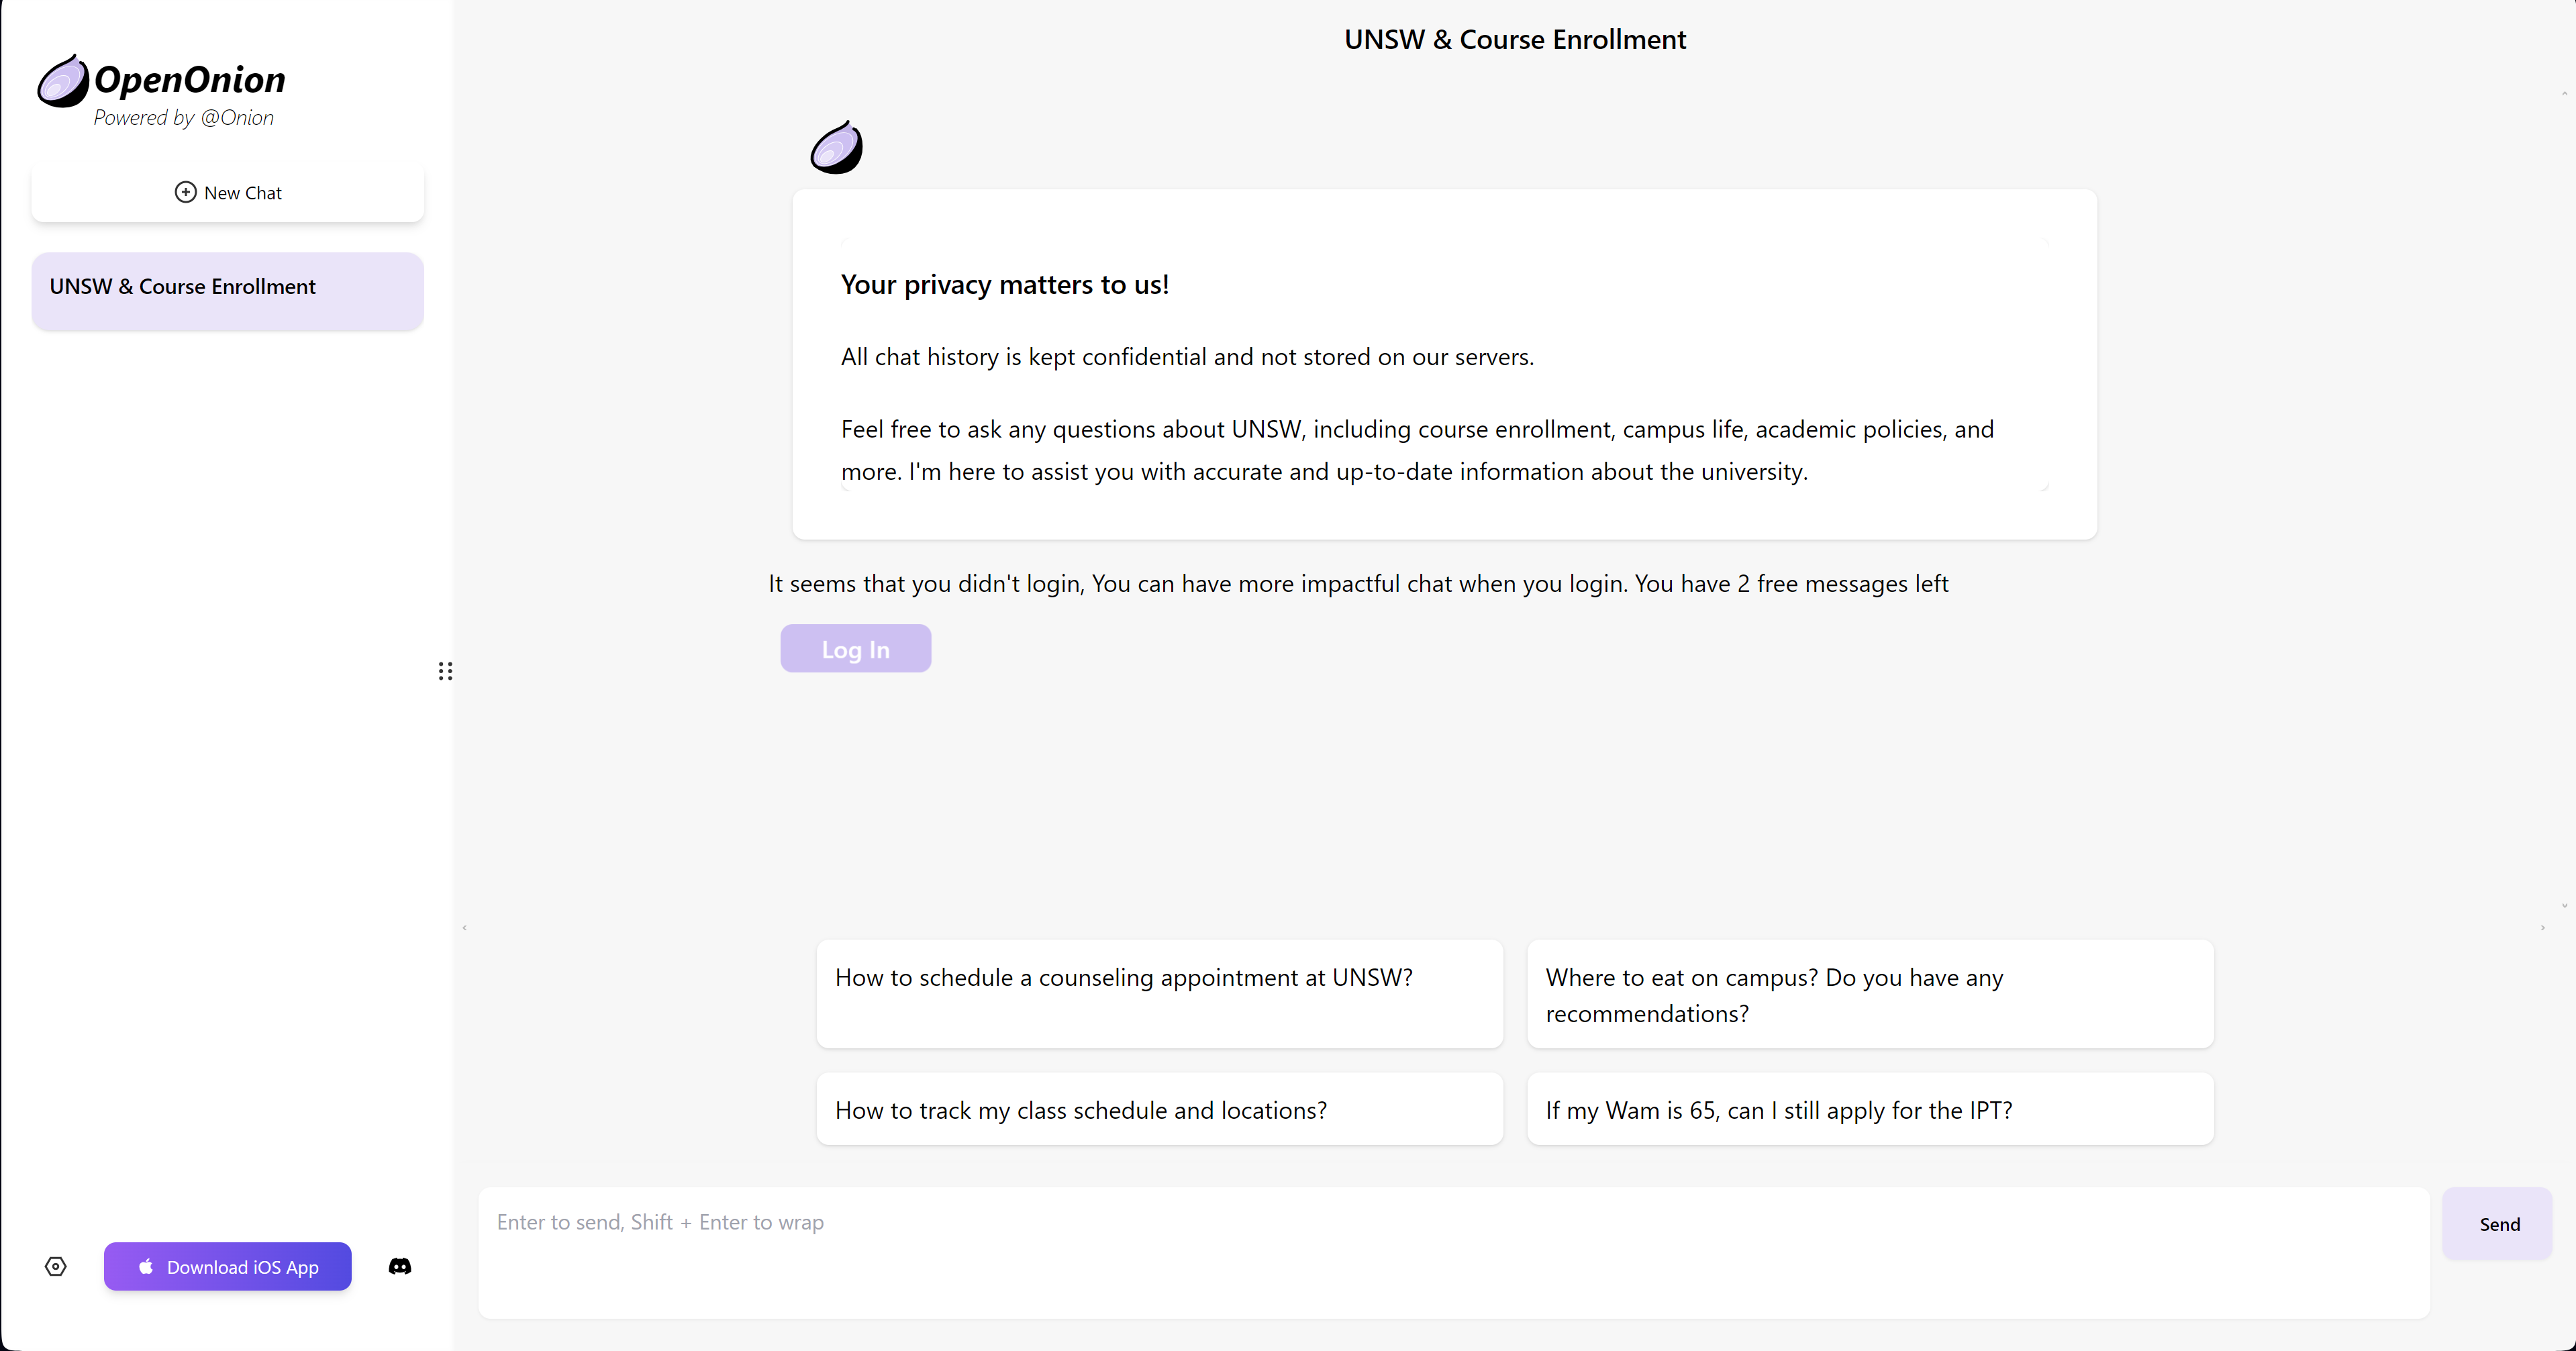 OpenOnion
Powered by @Onion
New Chat
UNSW & Course Enrollment
Download iOS App
UNSW & Course Enrollment
Your privacy matters to us!
All chat history is kept confidential and not stored on our servers.
Feel free to ask any questions about UNSW, including course enrollment, campus life, academic policies, and
more. I'm here to assist you with accurate and up-to-date information about the university.
It seems that you didn't login, You can have more impactful chat when you login. You have 2 free messages left
Log In
How to schedule a counseling appointment at UNSW?
Where to eat on campus? Do you have any
recommendations?
How to track my class schedule and locations?
If my Wam is 65, can I still apply for the IPT?
Enter to send, Shift + Enter to wrap
Send